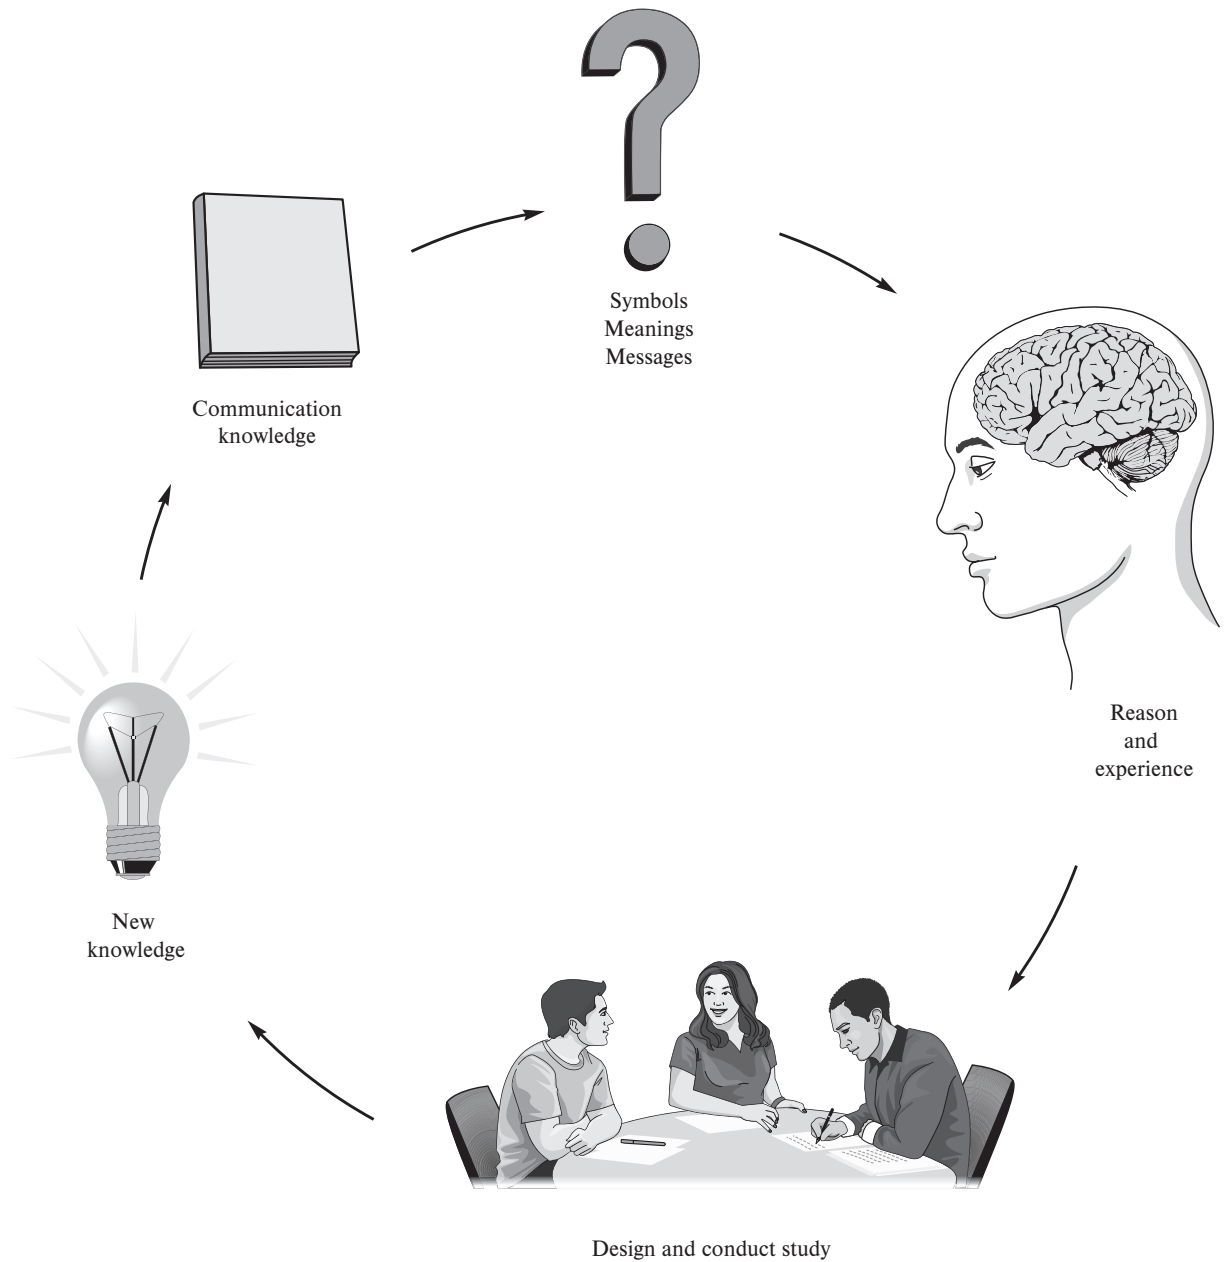 Symbols
Meanings
Messages
Communication
knowledge
Reason
and
experience
New
knowledge
Design and conduct study